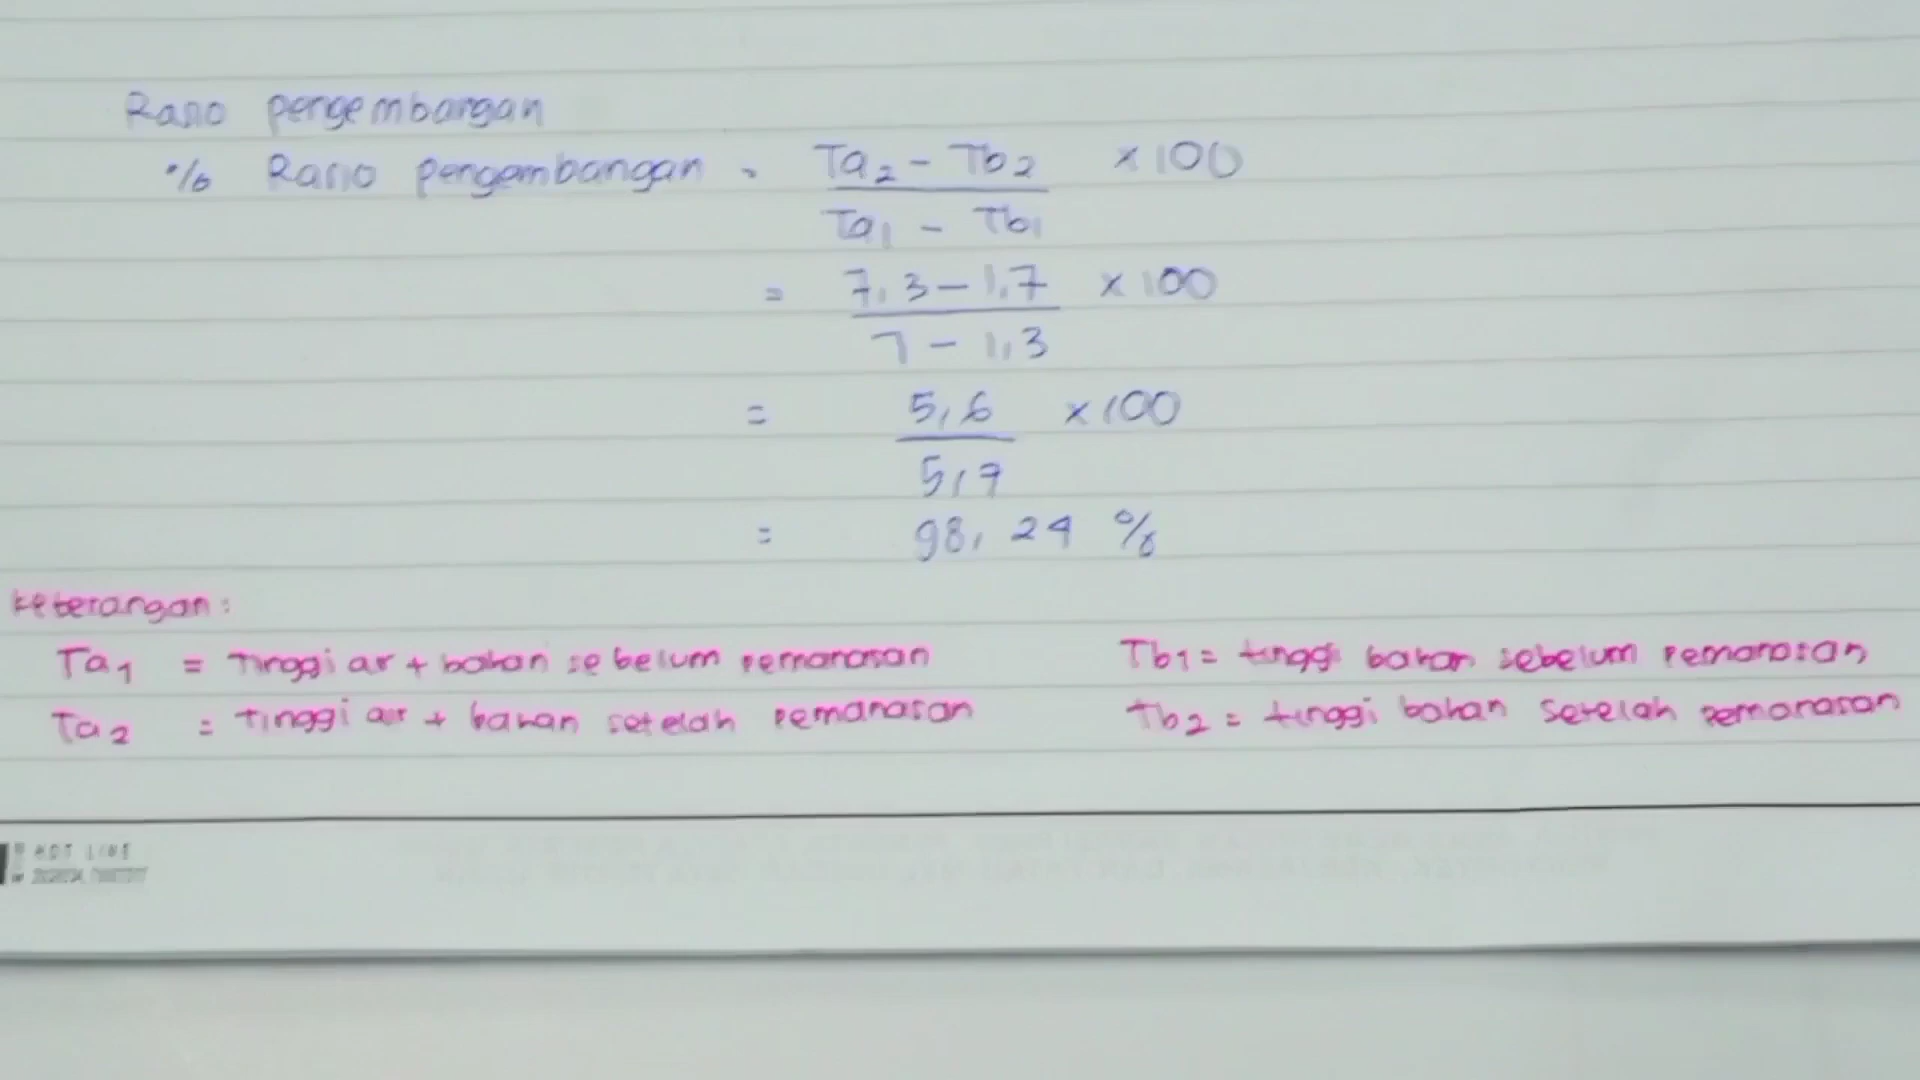 Rasio pengembangan
% Rasio pengembangan = Ta2 - Tb2 x 100
Ta1 - Tb1
= 7,3 - 1,7 x 100
7 - 1,3
= 5,6 x 100
5,7
= 98,24 %
Keterangan:
Ta1 = tinggi air + bahan sebelum pemanasan
Tb1 = tinggi bahan sebelum pemanasan
Ta2 = tinggi air + bahan setelah pemanasan
Tb2 = tinggi bahan setelah pemanasan
HOT LINE